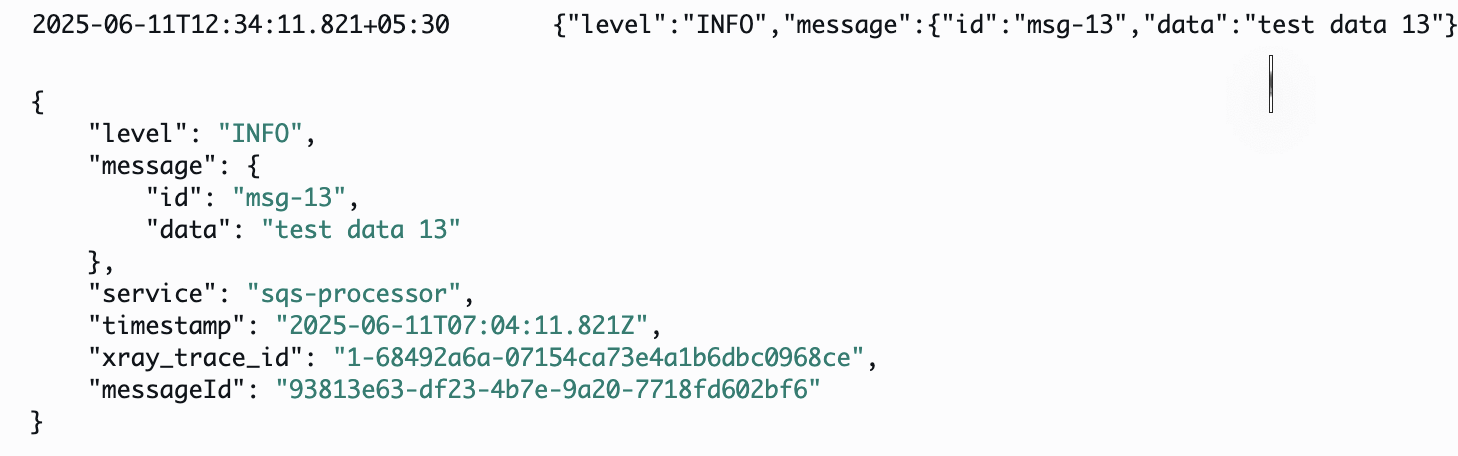 2025-06-11T12:34:11.821+05:30 {"level":"INFO","message":{"id":"msg-13","data":"test data 13"}
{
    "level": "INFO",
    "message": {
        "id": "msg-13",
        "data": "test data 13"
    },
    "service": "sqs-processor",
    "timestamp": "2025-06-11T07:04:11.821Z",
    "xray_trace_id": "1-68492a6a-07154ca73e4a1b6dbc0968ce",
    "messageId": "93813e63-df23-4b7e-9a20-7718fd602bf6"
}